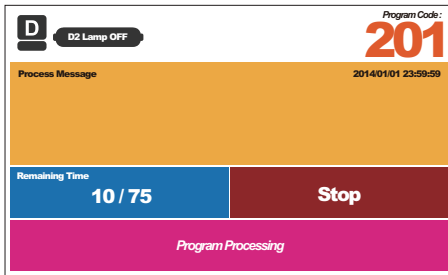 Program Code :
D
D2 Lamp OFF
201
Process Message 2014/01/01 23:59:59
Remaining Time
10 / 75
Stop
Program Processing